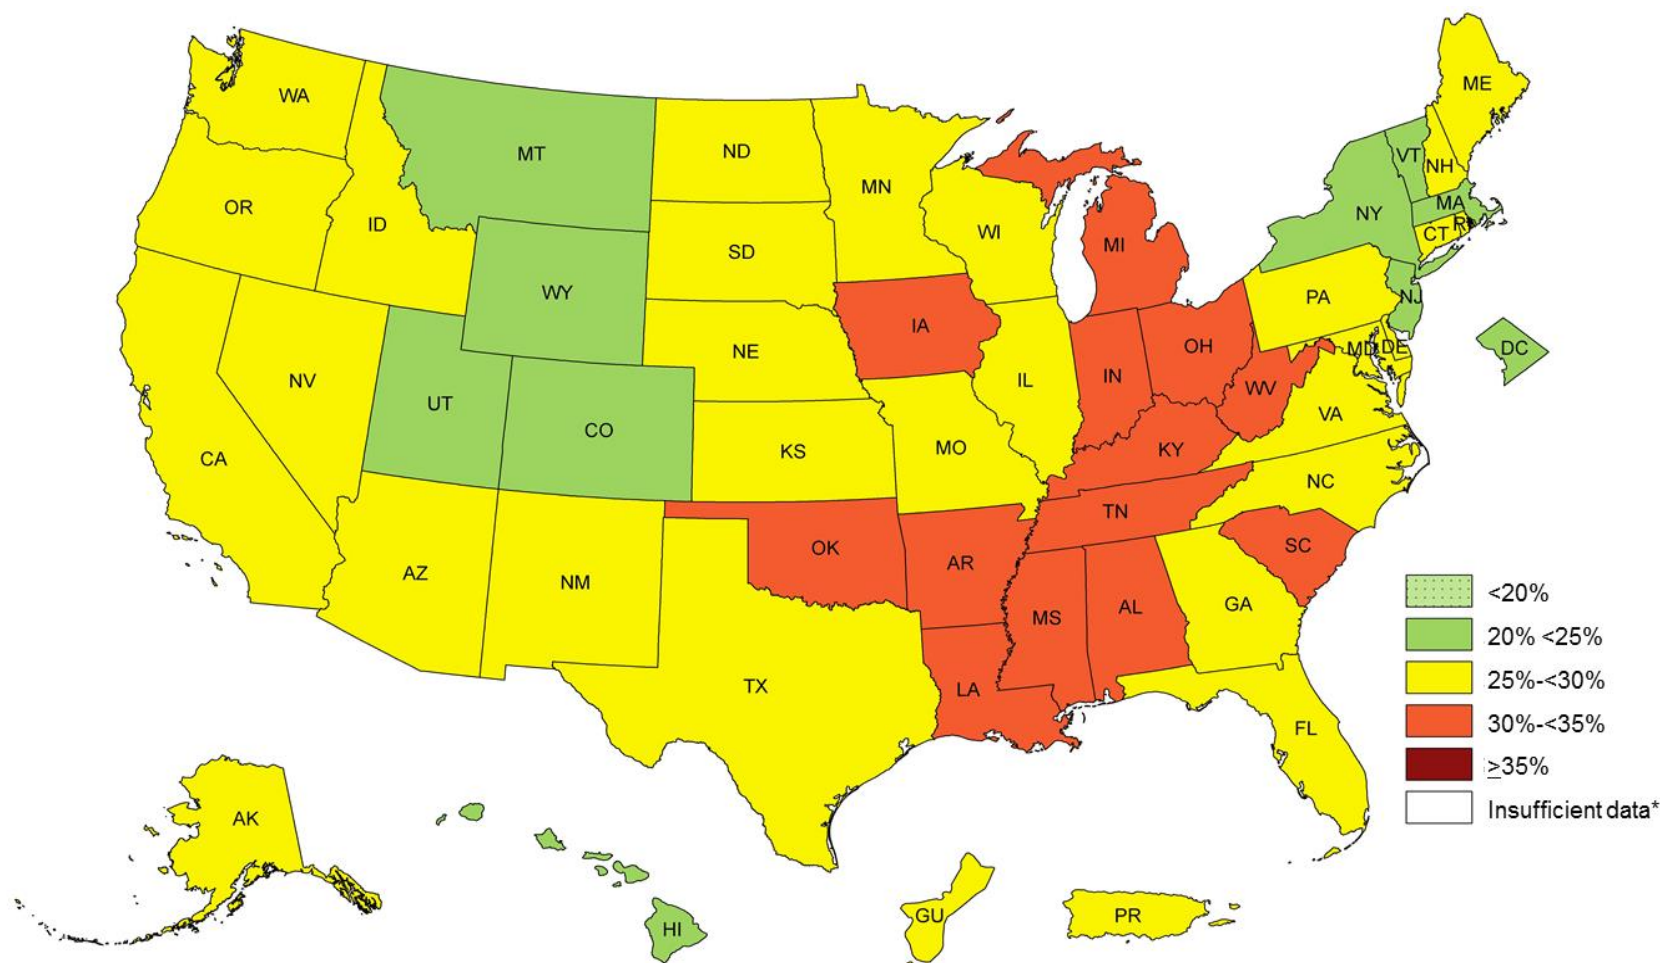 WA
MT
ND
MN
ME
VT
NH
OR
ID
SD
WI
MI
NY
MA
CT
RI
WY
IA
PA
NJ
NE
IL
IN
OH
MD
DE
DC
NV
UT
CO
KS
MO
WV
VA
CA
KY
NC
AZ
NM
OK
AR
TN
SC
MS
AL
GA
TX
LA
FL
AK
HI
GU
PR
<20%
20% <25%
25%-<30%
30%-<35%
≥35%
Insufficient data*